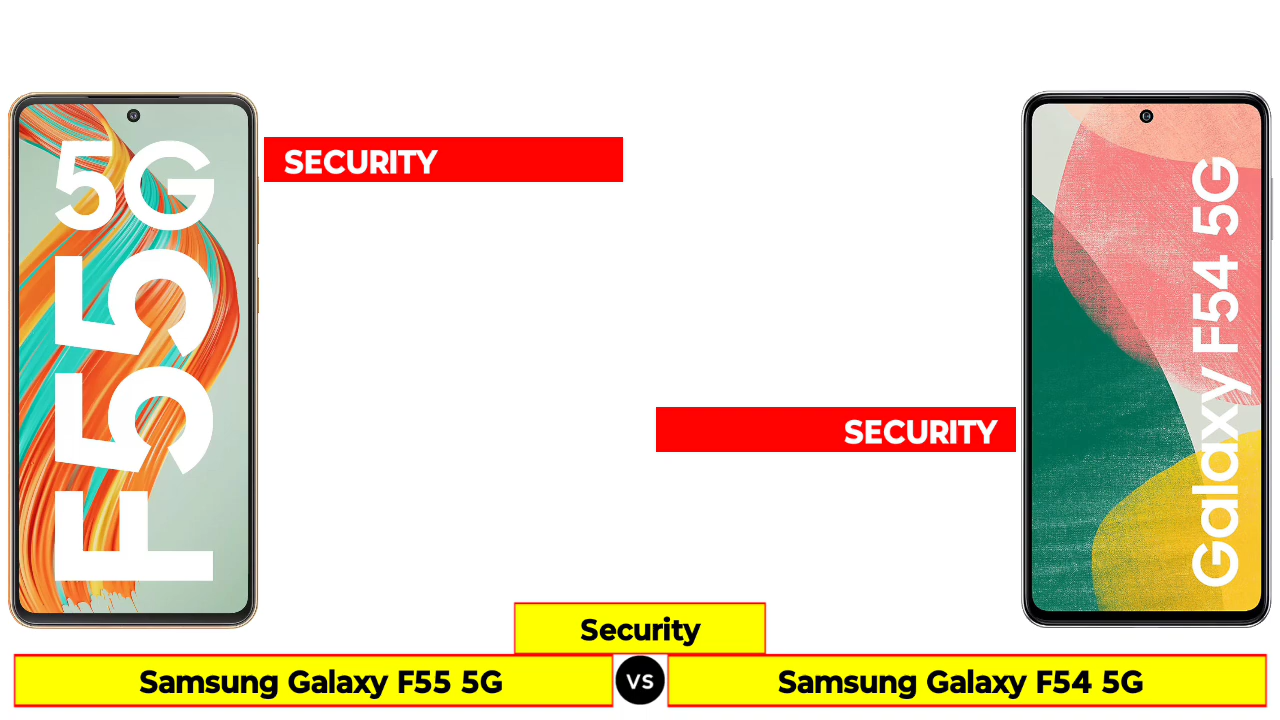 F55 5G
SECURITY
SECURITY
Galaxy F54 5G
Security
Samsung Galaxy F55 5G
VS
Samsung Galaxy F54 5G